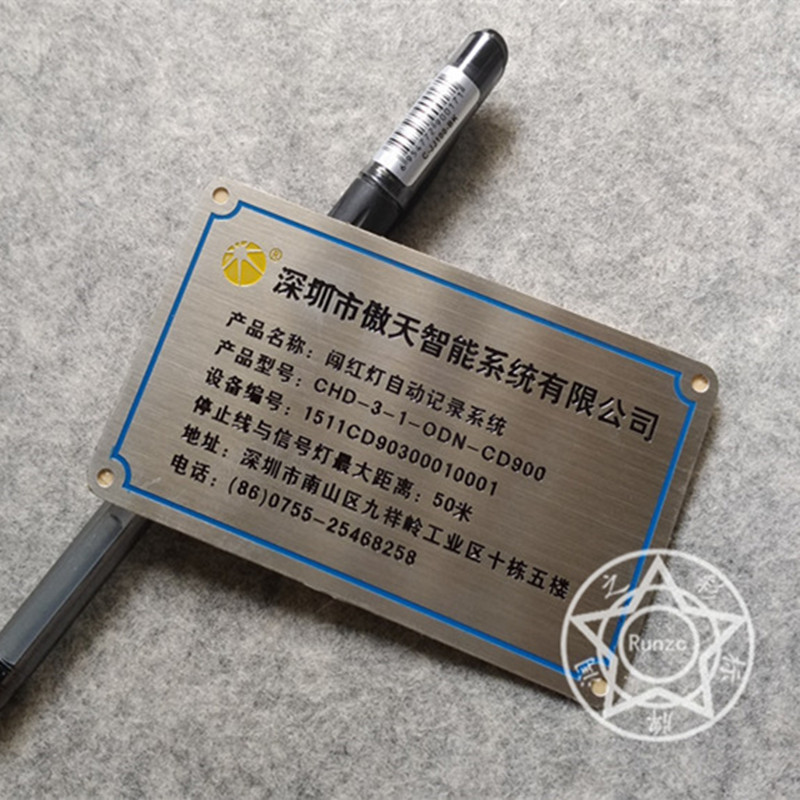 深圳市傲天智能系统有限公司
®
产品名称：闯红灯自动记录系统
产品型号：CHD-3-1-ODN-CD900
设备编号：1511CD90300010001
停止线与信号灯最大距离：50米
地址：深圳市南山区九祥岭工业区十栋五楼
电话：(86)0755-25468258
C-JJ100-BK
Runzc